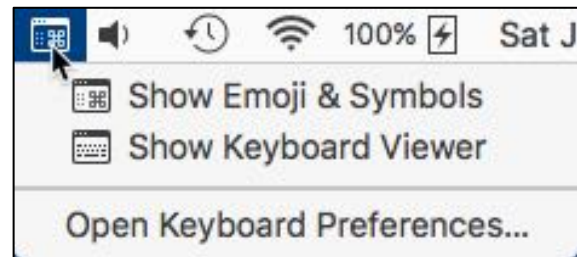 100% Sat J
Show Emoji & Symbols
Show Keyboard Viewer
Open Keyboard Preferences...